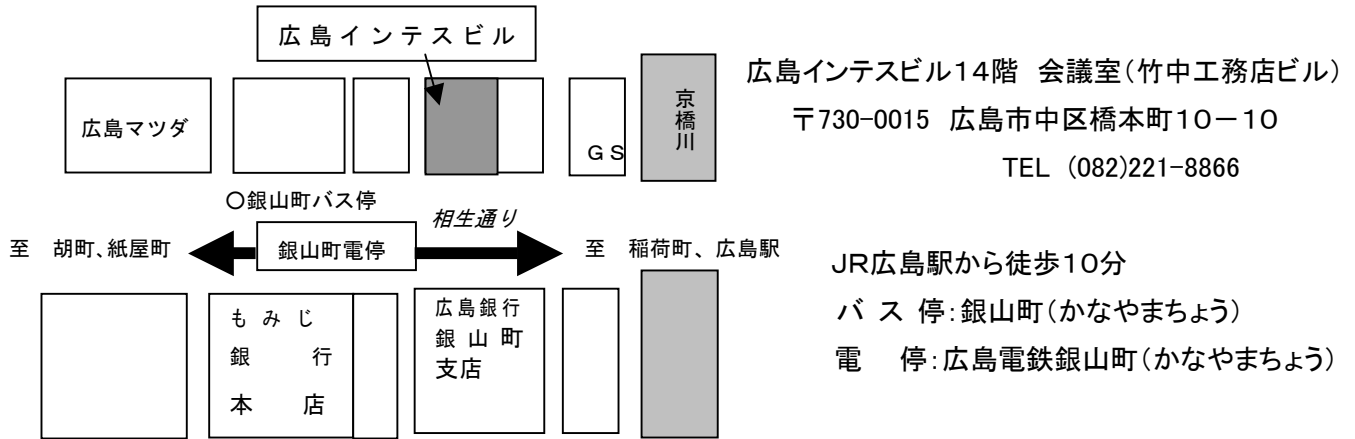 広島インテスビル
広島マツダ
GS
京橋川
広島インテスビル14階 会議室(竹中工務店ビル)
〒730-0015 広島市中区橋本町10-10
TEL (082)221-8866
○銀山町バス停
相生通り
至 胡町、紙屋町
銀山町電停
至 稲荷町、広島駅
もみじ
銀行
本店
広島銀行
銀山町
支店
JR広島駅から徒歩10分
バス停:銀山町(かなやまちょう)
電 停:広島電鉄銀山町(かなやまちょう)